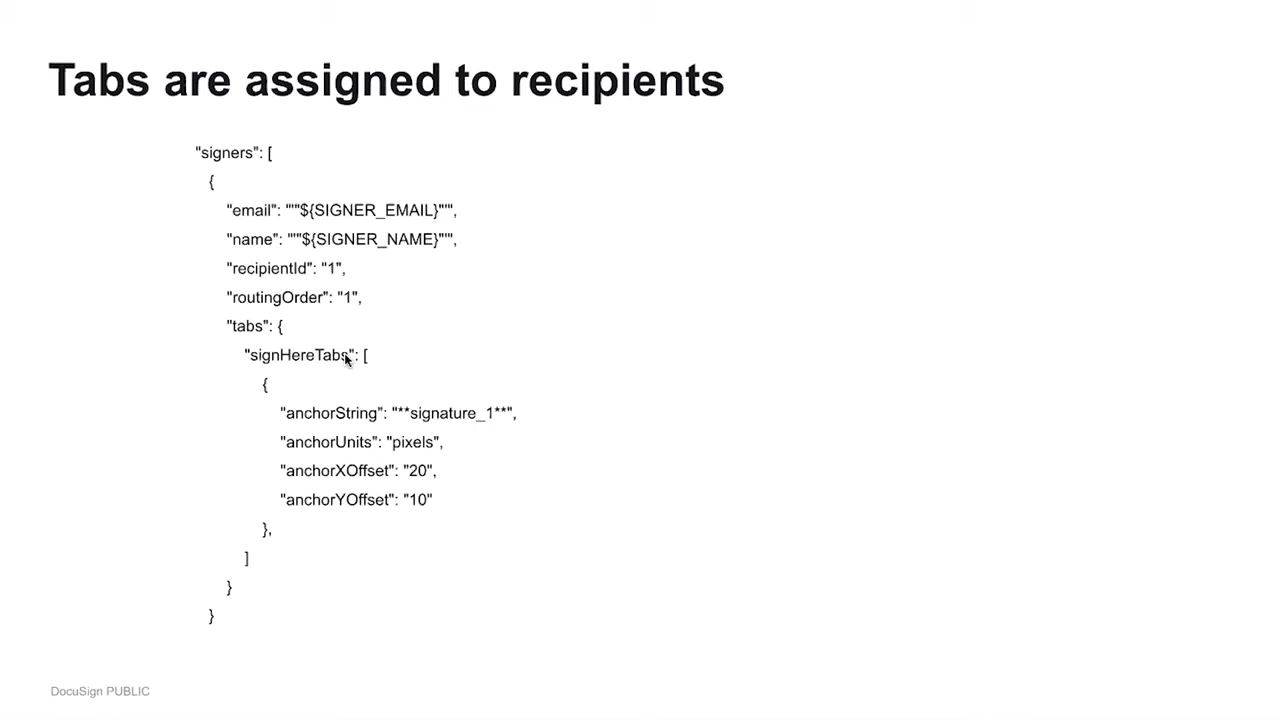 Tabs are assigned to recipients
"signers": [
{
"email": "'"${SIGNER_EMAIL}"'",
"name": "'"${SIGNER_NAME}"'",
"recipientId": "1",
"routingOrder": "1",
"tabs": {
"signHereTabs": [
{
"anchorString": "**signature_1**",
"anchorUnits": "pixels",
"anchorXOffset": "20",
"anchorYOffset": "10"
},
]
}
}
DocuSign PUBLIC